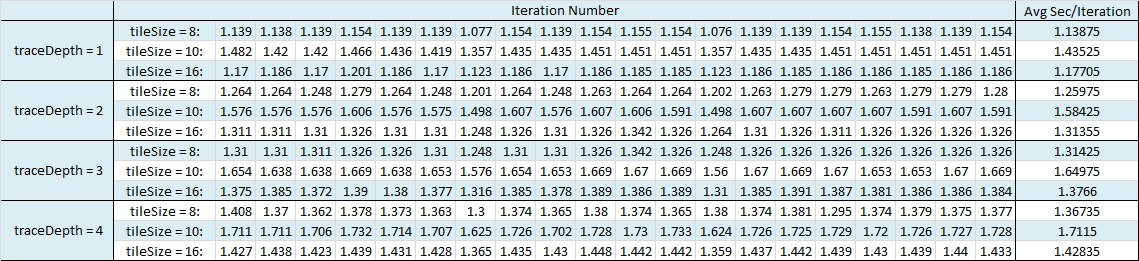 Iteration Number Avg Sec/Iteration
traceDepth = 1 tileSize = 8: 1.139 1.138 1.139 1.154 1.139 1.139 1.077 1.154 1.139 1.154 1.155 1.154 1.076 1.139 1.139 1.154 1.155 1.138 1.139 1.154 1.13875
tileSize = 10: 1.482 1.42 1.42 1.466 1.436 1.419 1.357 1.435 1.435 1.451 1.451 1.451 1.357 1.435 1.435 1.451 1.451 1.451 1.451 1.451 1.43525
tileSize = 16: 1.17 1.186 1.17 1.201 1.186 1.17 1.123 1.186 1.17 1.186 1.185 1.185 1.123 1.186 1.185 1.186 1.186 1.185 1.186 1.186 1.17705
traceDepth = 2 tileSize = 8: 1.264 1.264 1.248 1.279 1.264 1.248 1.201 1.264 1.248 1.263 1.264 1.264 1.202 1.263 1.279 1.279 1.263 1.279 1.279 1.28 1.25975
tileSize = 10: 1.576 1.576 1.576 1.606 1.576 1.575 1.498 1.607 1.576 1.607 1.606 1.591 1.498 1.607 1.607 1.607 1.607 1.591 1.607 1.591 1.58425
tileSize = 16: 1.311 1.311 1.31 1.326 1.31 1.31 1.248 1.326 1.31 1.326 1.342 1.326 1.264 1.31 1.326 1.311 1.326 1.326 1.326 1.326 1.31355
traceDepth = 3 tileSize = 8: 1.31 1.31 1.311 1.326 1.326 1.31 1.248 1.31 1.31 1.326 1.342 1.326 1.248 1.326 1.326 1.326 1.326 1.326 1.326 1.326 1.31425
tileSize = 10: 1.654 1.638 1.638 1.669 1.638 1.653 1.576 1.654 1.653 1.669 1.67 1.669 1.56 1.67 1.669 1.67 1.653 1.653 1.67 1.669 1.64975
tileSize = 16: 1.375 1.385 1.372 1.39 1.38 1.377 1.316 1.385 1.378 1.389 1.386 1.389 1.31 1.385 1.391 1.387 1.381 1.386 1.386 1.384 1.3766
traceDepth = 4 tileSize = 8: 1.408 1.37 1.362 1.378 1.373 1.363 1.3 1.374 1.365 1.38 1.374 1.365 1.38 1.374 1.381 1.295 1.374 1.379 1.375 1.377 1.36735
tileSize = 10: 1.711 1.711 1.706 1.732 1.714 1.707 1.625 1.726 1.702 1.728 1.73 1.733 1.624 1.726 1.725 1.729 1.72 1.726 1.727 1.728 1.7115
tileSize = 16: 1.427 1.438 1.423 1.439 1.431 1.428 1.365 1.435 1.43 1.448 1.442 1.442 1.359 1.437 1.442 1.439 1.43 1.439 1.44 1.433 1.42835